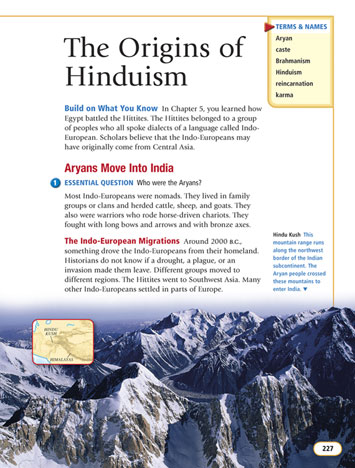 TERMS & NAMES
Aryan
caste
Brahmanism
Hinduism
reincarnation
karma
The Origins of
Hinduism
Build on What You Know In Chapter 5, you learned how
Egypt battled the Hittites. The Hittites belonged to a group
of peoples who all spoke dialects of a language called Indo-
European. Scholars believe that the Indo-Europeans may
have originally come from Central Asia.
Aryans Move Into India
1 ESSENTIAL QUESTION Who were the Aryans?
Most Indo-Europeans were nomads. They lived in family
groups or clans and herded cattle, sheep, and goats. They
also were warriors who rode horse-driven chariots. They
fought with long bows and arrows and with bronze axes.
The Indo-European Migrations Around 2000 B.C.,
something drove the Indo-Europeans from their homeland.
Historians do not know if a drought, a plague, or an
invasion made them leave. Different groups moved to
different regions. The Hittites went to Southwest Asia. Many
other Indo-Europeans settled in parts of Europe.
Hindu Kush This
mountain range runs
along the northwest
border of the Indian
subcontinent. The
Aryan people crossed
these mountains to
enter India. ▼
HINDU
KUSH
HIMALAYAS
227